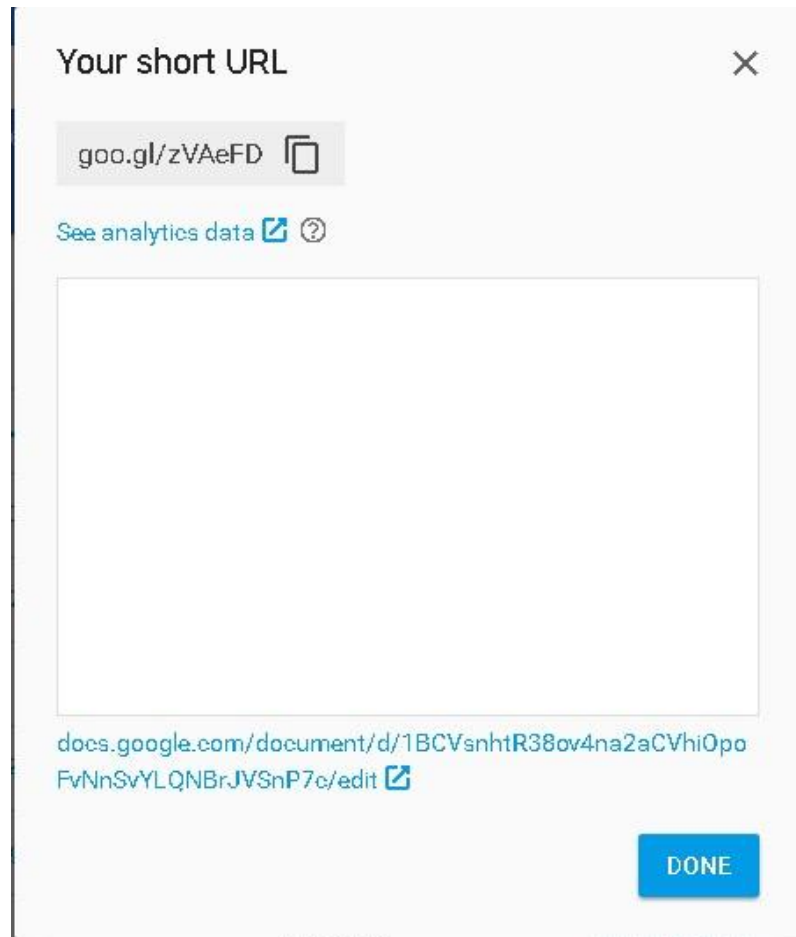 Your short URL
goo.gl/zVAeFD
See analytics data
docs.google.com/document/d/1BCVsnhtR38ov4na2aCVhiOpo
FvNnSvYLQNBrJVSnP7c/edit
DONE